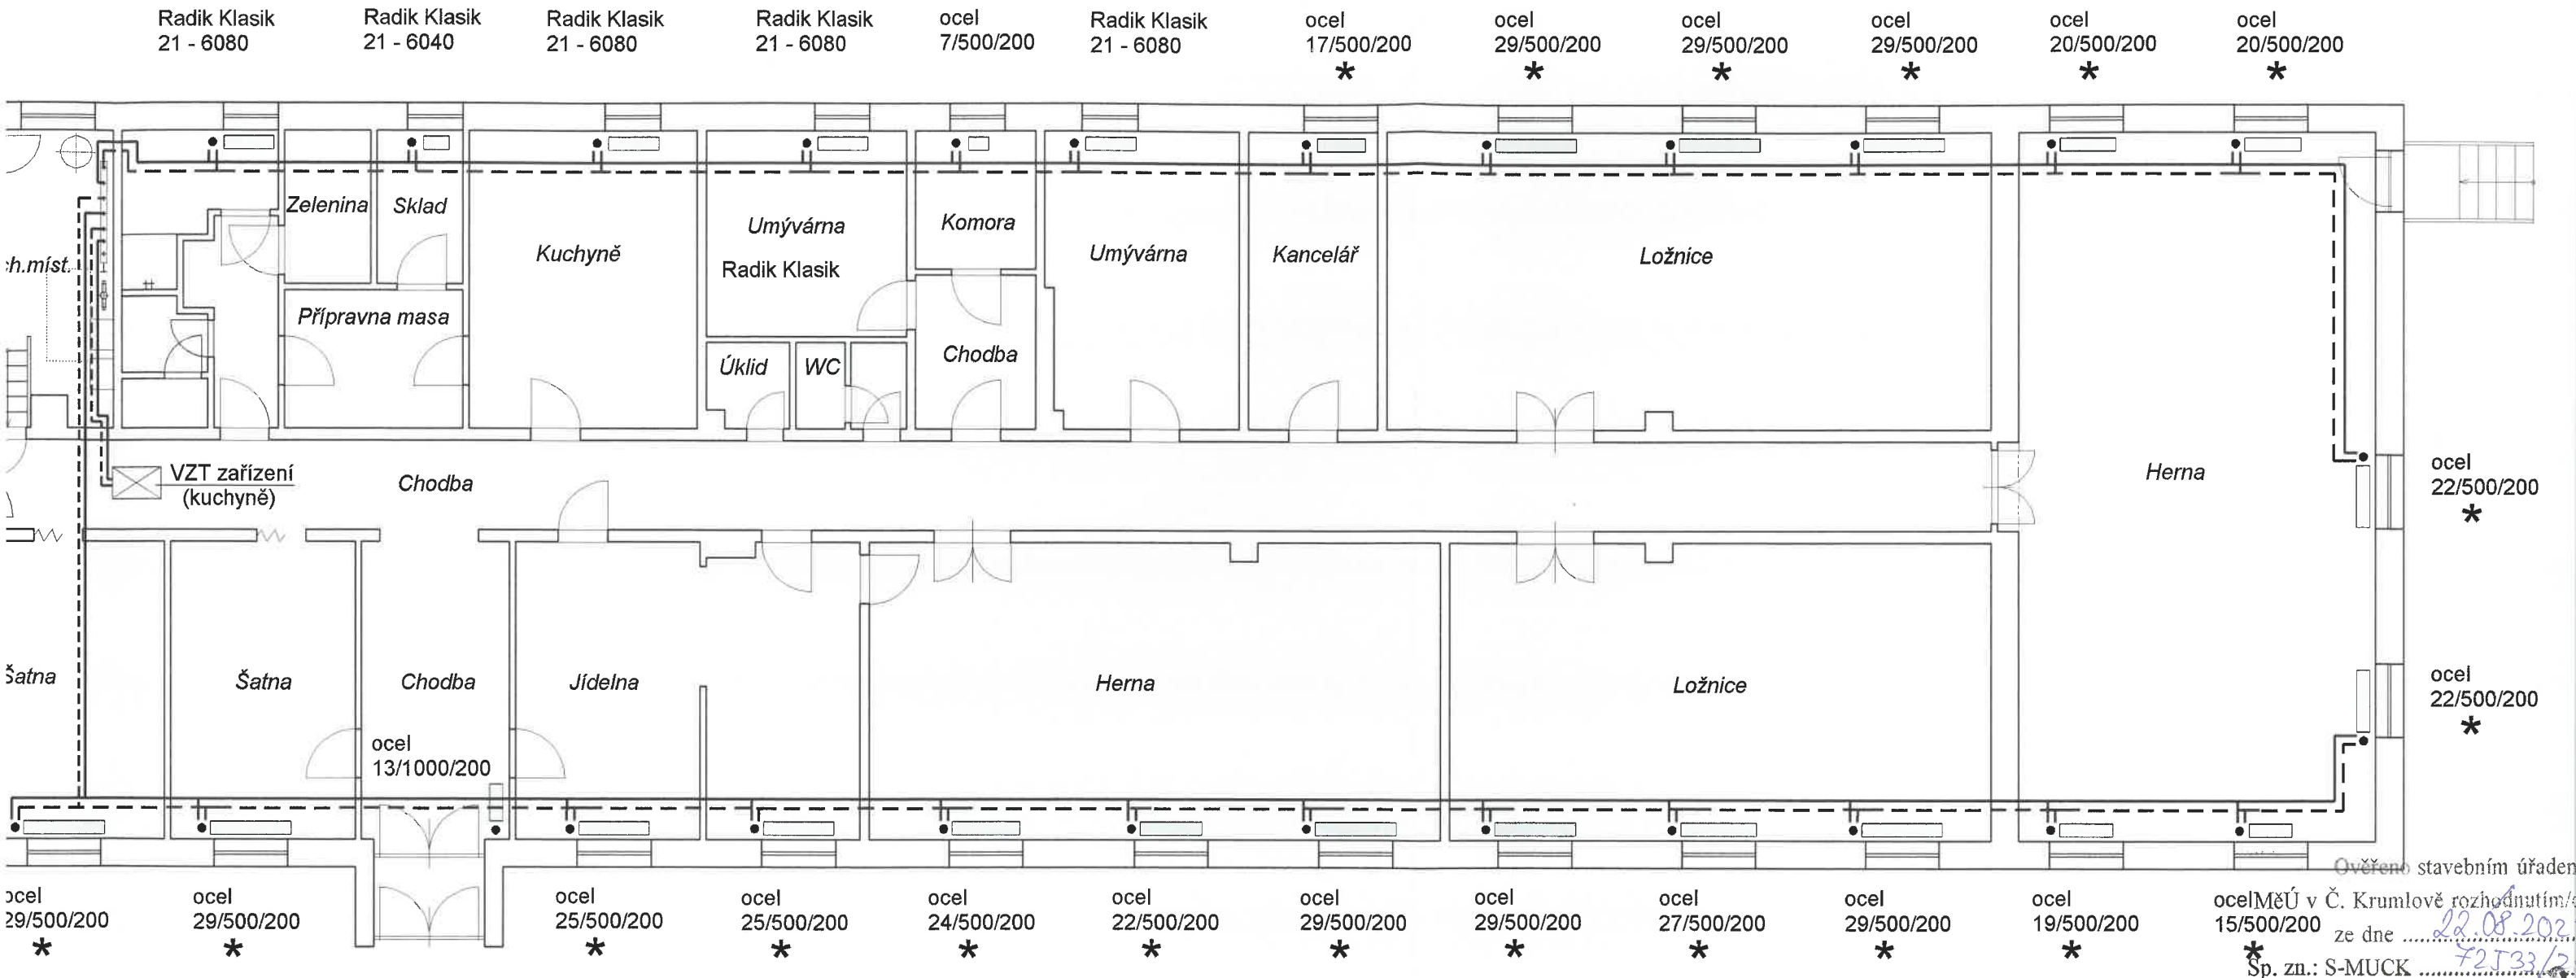 Radik Klasik
21 - 6080
Radik Klasik
21 - 6040
Radik Klasik
21 - 6080
Radik Klasik
21 - 6080
ocel
7/500/200
Radik Klasik
21 - 6080
ocel
17/500/200
*
ocel
29/500/200
*
ocel
29/500/200
*
ocel
29/500/200
*
ocel
20/500/200
*
ocel
20/500/200
*
ch.míst.
Zelenina
Sklad
Přípravna masa
Kuchyně
Umývárna
Radik Klasik
Úklid
WC
Komora
Chodba
Umývárna
Kancelář
Ložnice
Herna
VZT zařízení
(kuchyně)
Chodba
ocel
22/500/200
*
Šatna
Šatna
Chodba
ocel
13/1000/200
Jídelna
Herna
Ložnice
ocel
22/500/200
*
ocel
29/500/200
*
ocel
29/500/200
*
ocel
25/500/200
*
ocel
25/500/200
*
ocel
24/500/200
*
ocel
22/500/200
*
ocel
29/500/200
*
ocel
29/500/200
*
ocel
27/500/200
*
ocel
29/500/200
*
ocel
19/500/200
*
ocel
15/500/200
*
Ověřeno stavebním úřadem
MěÚ v Č. Krumlově rozhodnutím/
ze dne 22.08.202
Sp. zn.: S-MUCK